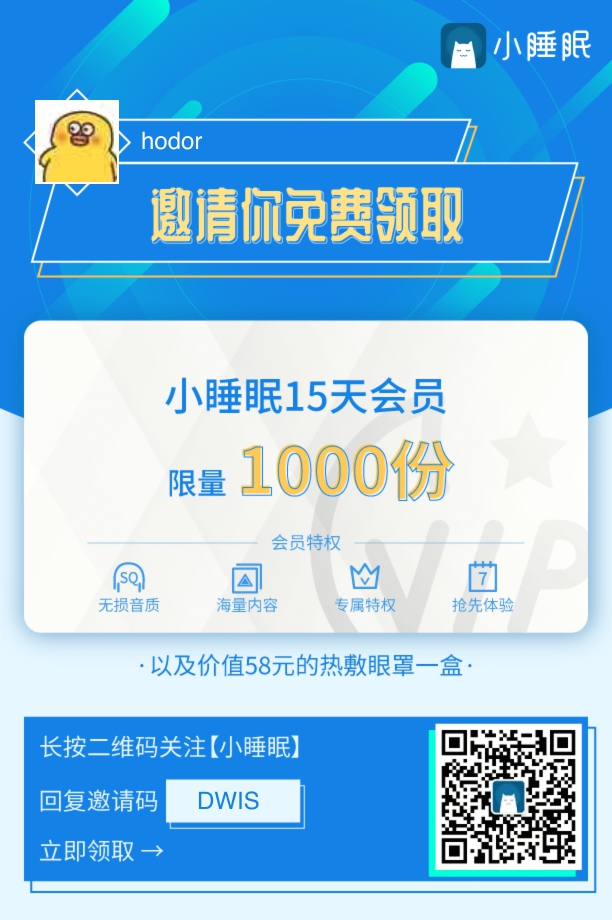 小睡眠
hodor
邀请你免费领取
小睡眠15天会员
限量 1000份
会员特权
SQ
7
无损音质 海量内容 专属特权 抢先体验
VIP
·以及价值58元的热敷眼罩一盒·
长按二维码关注【小睡眠】
回复邀请码 DWIS
立即领取 →